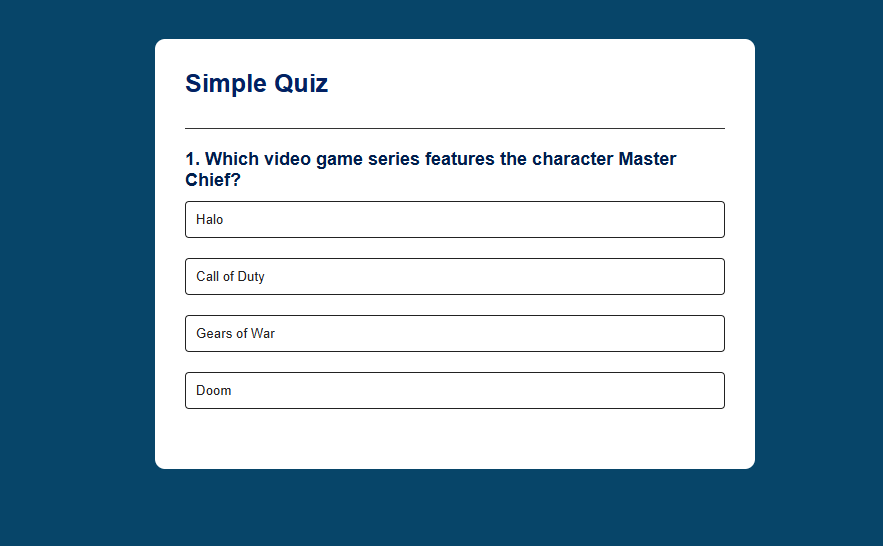 Simple Quiz
1. Which video game series features the character Master
Chief?
Halo
Call of Duty
Gears of War
Doom